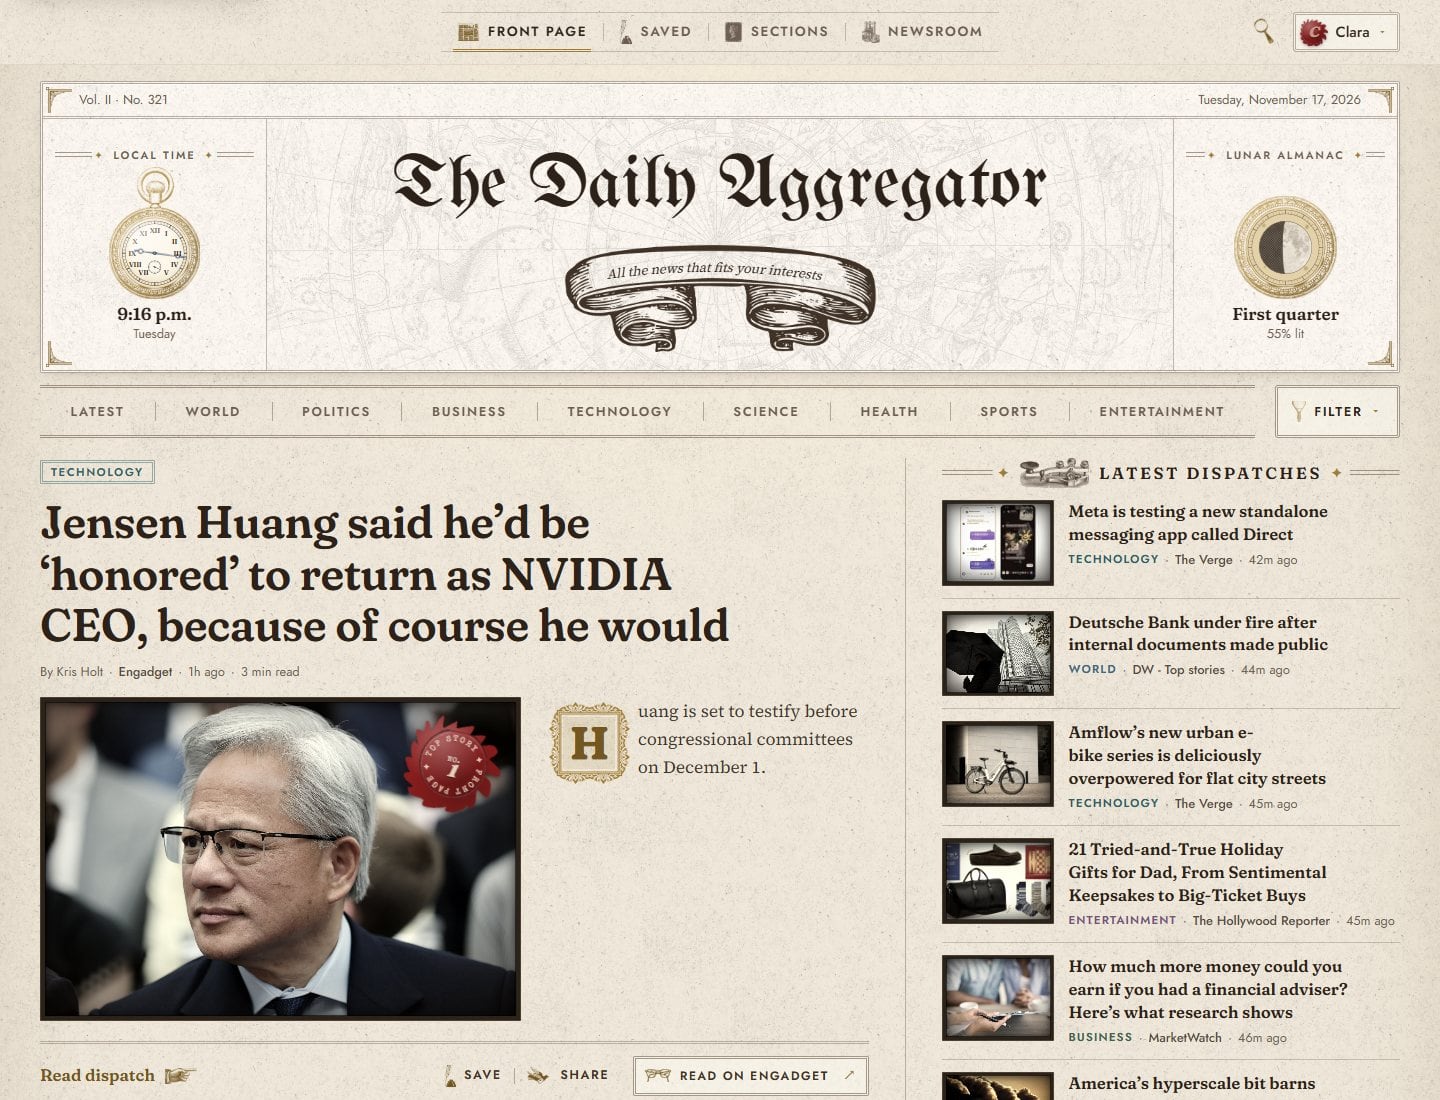 FRONT PAGE
SAVED
SECTIONS
NEWSROOM
C
Clara
Vol. II · No. 321
Tuesday, November 17, 2026
LOCAL TIME
XII
I
II
III
IV
V
VII
VIII
IX
X
XI
9:16 p.m.
Tuesday
The Daily Aggregator
All the news that fits your interests
LUNAR ALMANAC
First quarter
55% lit
LATEST
WORLD
POLITICS
BUSINESS
TECHNOLOGY
SCIENCE
HEALTH
SPORTS
ENTERTAINMENT
FILTER
TECHNOLOGY
Jensen Huang said he’d be
‘honored’ to return as NVIDIA
CEO, because of course he would
By Kris Holt · Engadget · 1h ago · 3 min read
TOP STORY
NO.
1
FRONT PAGE
Huang is set to testify before
congressional committees
on December 1.
Read dispatch
SAVE
SHARE
READ ON ENGADGET ↗
LATEST DISPATCHES
Meta is testing a new standalone
messaging app called Direct
TECHNOLOGY · The Verge · 42m ago
Deutsche Bank under fire after
internal documents made public
WORLD · DW - Top stories · 44m ago
Amflow’s new urban e-
bike series is deliciously
overpowered for flat city streets
TECHNOLOGY · The Verge · 45m ago
21 Tried-and-True Holiday
Gifts for Dad, From Sentimental
Keepsakes to Big-Ticket Buys
ENTERTAINMENT · The Hollywood Reporter · 45m ago
How much more money could you
earn if you had a financial adviser?
Here’s what research shows
BUSINESS · MarketWatch · 46m ago
America’s hyperscale bit barns